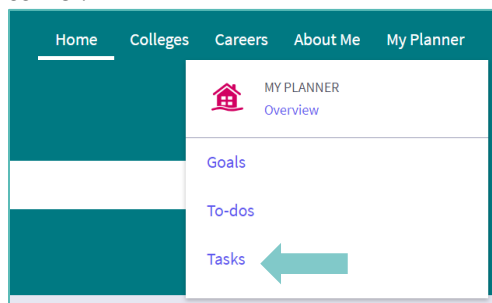 Home Colleges Careers About Me My Planner
MY PLANNER
Overview
Goals
To-dos
Tasks